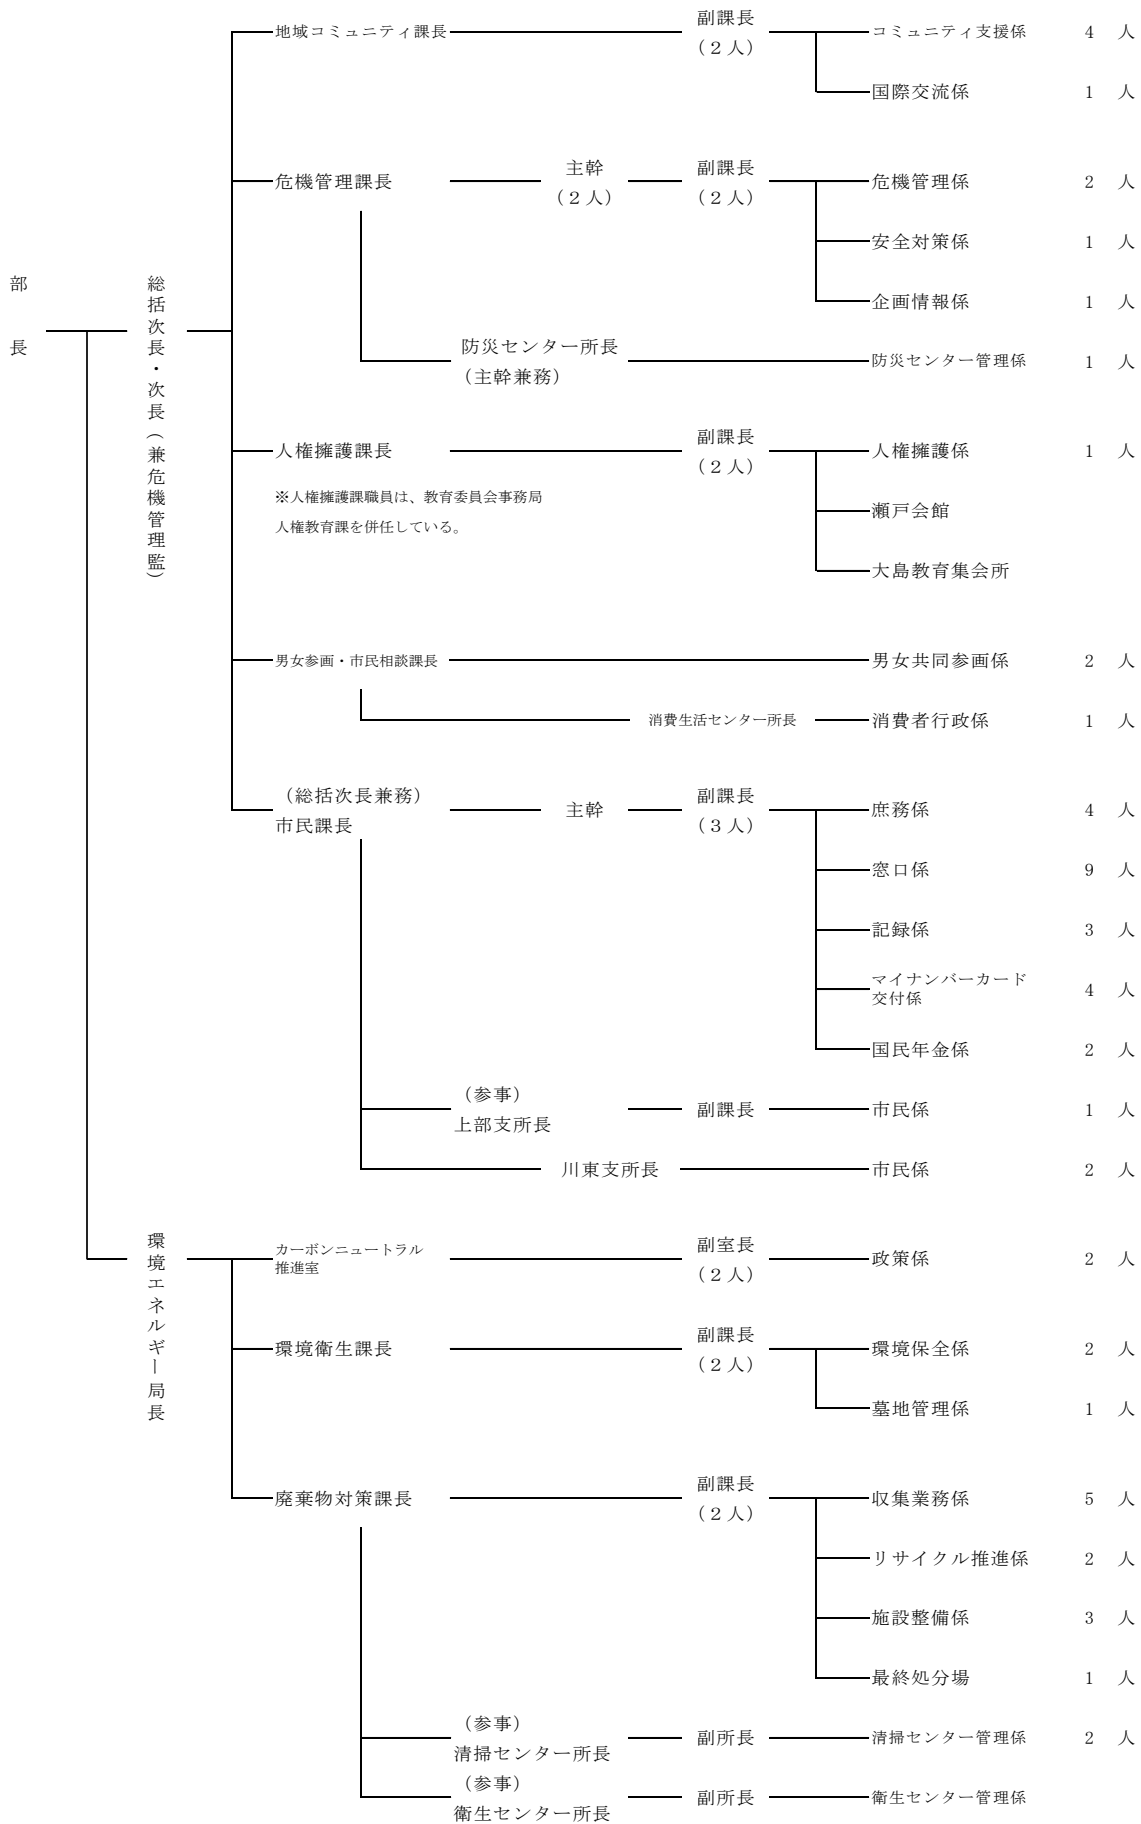 副課長
地域コミュニティ課長
コミュニティ支援係 4 人
（２人）
国際交流係 1 人
主幹
副課長
危機管理課長
危機管理係 2 人
（２人）
（２人）
安全対策係 1 人
部長
総括次長・次長（兼危機管理監）
企画情報係 1 人
防災センター所長
防災センター管理係 1 人
（主幹兼務）
副課長
人権擁護課長
人権擁護係 1 人
（２人）
※人権擁護課職員は、教育委員会事務局
人権教育課を併任している。
瀬戸会館
大島教育集会所
男女参画・市民相談課長
男女共同参画係 2 人
消費生活センター所長
消費者行政係 1 人
（総括次長兼務）
市民課長
主幹
副課長
（３人）
庶務係 4 人
窓口係 9 人
記録係 3 人
マイナンバーカード
交付係 4 人
国民年金係 2 人
（参事）
上部支所長
副課長
市民係 1 人
川東支所長
市民係 2 人
環境エネルギー局長
カーボンニュートラル
推進室
副室長
（２人）
政策係 2 人
環境衛生課長
副課長
（２人）
環境保全係 2 人
墓地管理係 1 人
廃棄物対策課長
副課長
（２人）
収集業務係 5 人
リサイクル推進係 2 人
施設整備係 3 人
最終処分場 1 人
（参事）
清掃センター所長
副所長
清掃センター管理係 2 人
（参事）
衛生センター所長
副所長
衛生センター管理係